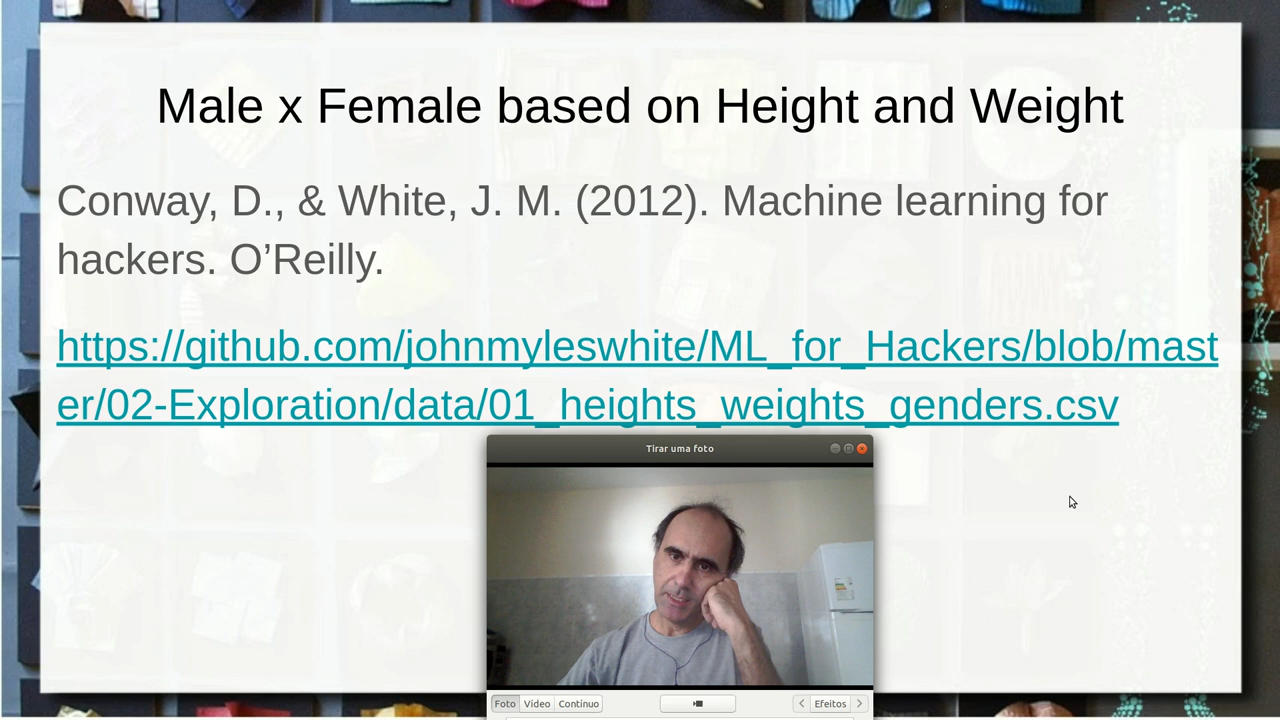 Male x Female based on Height and Weight
Conway, D., & White, J. M. (2012). Machine learning for
hackers. O’Reilly.
https://github.com/johnmyleswhite/ML_for_Hackers/blob/mast
er/02-Exploration/data/01_heights_weights_genders.csv
Tirar uma foto
Foto Vídeo Contínuo Efeitos